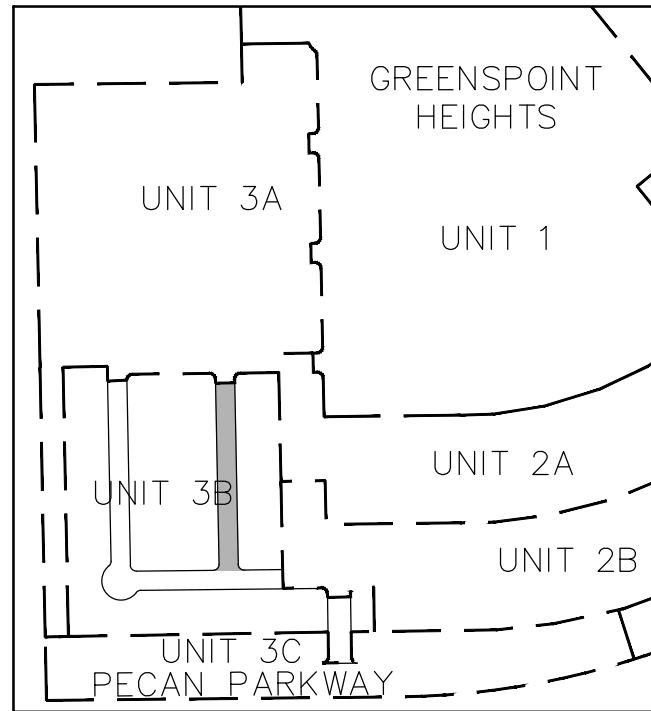 GREENSPOINT
HEIGHTS
UNIT 3A
UNIT 1
UNIT 2A
UNIT 3B
UNIT 2B
UNIT 3C
PECAN PARKWAY